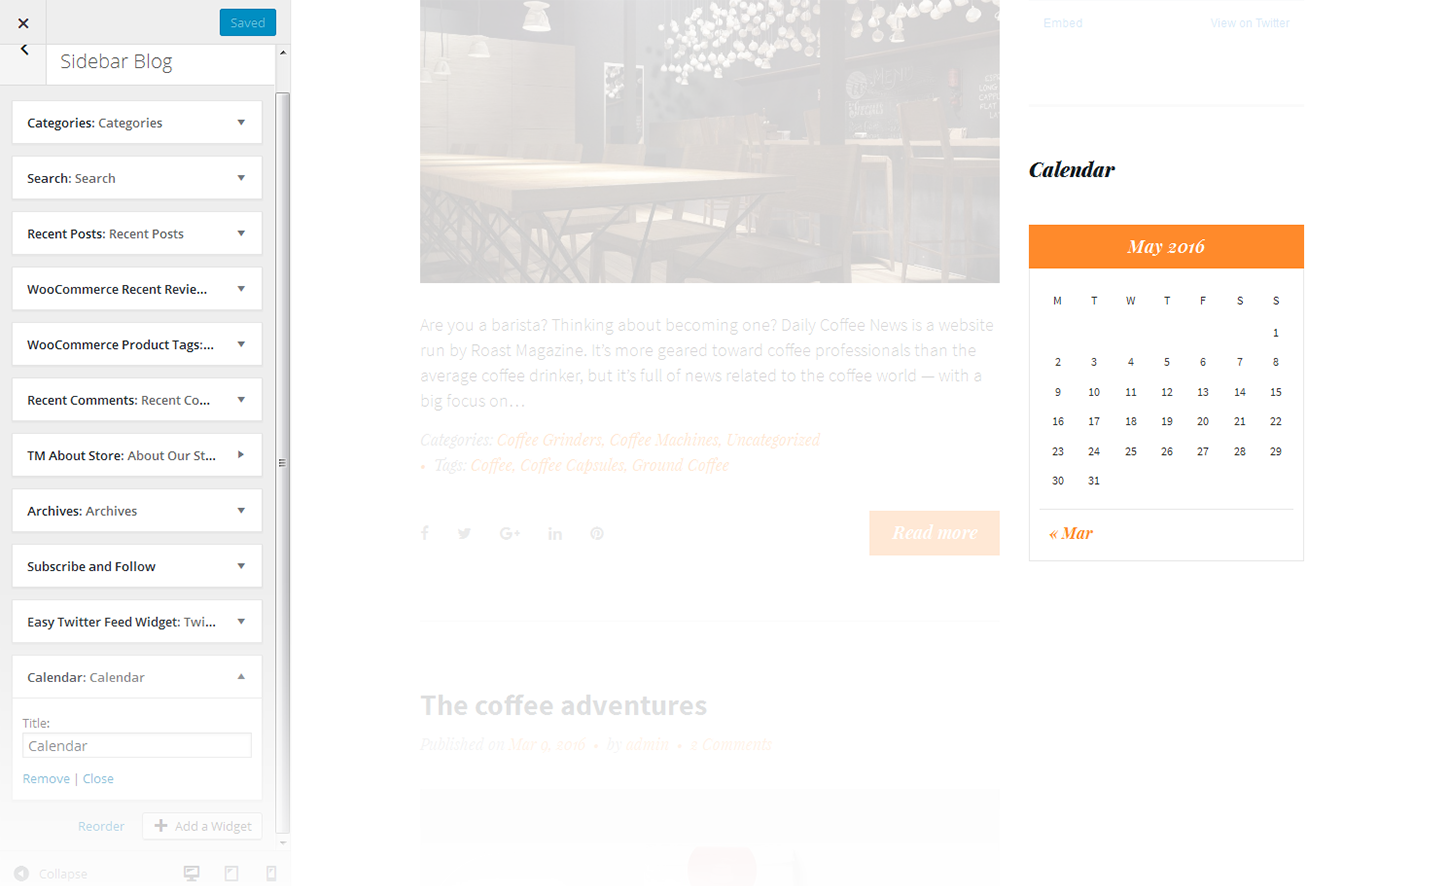 Saved
Sidebar Blog
Categories: Categories
Search: Search
Recent Posts: Recent Posts
WooCommerce Recent Revie...
WooCommerce Product Tags:...
Recent Comments: Recent Co...
TM About Store: About Our St...
Archives: Archives
Subscribe and Follow
Easy Twitter Feed Widget: Twi...
Calendar: Calendar
Title:
Calendar
Remove | Close
Reorder
Add a Widget
Collapse
MENU
Are you a barista? Thinking about becoming one? Daily Coffee News is a website
run by Roast Magazine. It's more geared toward coffee professionals than the
average coffee drinker, but it's full of news related to the coffee world — with a
big focus on…
Categories: Coffee Grinders, Coffee Machines, Uncategorized
• Tags: Coffee, Coffee Capsules, Ground Coffee
Read more
The coffee adventures
Published on Mar 9, 2016 • by admin • 2 Comments
Embed View on Twitter
Calendar
May 2016
M T W T F S S
1
2 3 4 5 6 7 8
9 10 11 12 13 14 15
16 17 18 19 20 21 22
23 24 25 26 27 28 29
30 31
« Mar